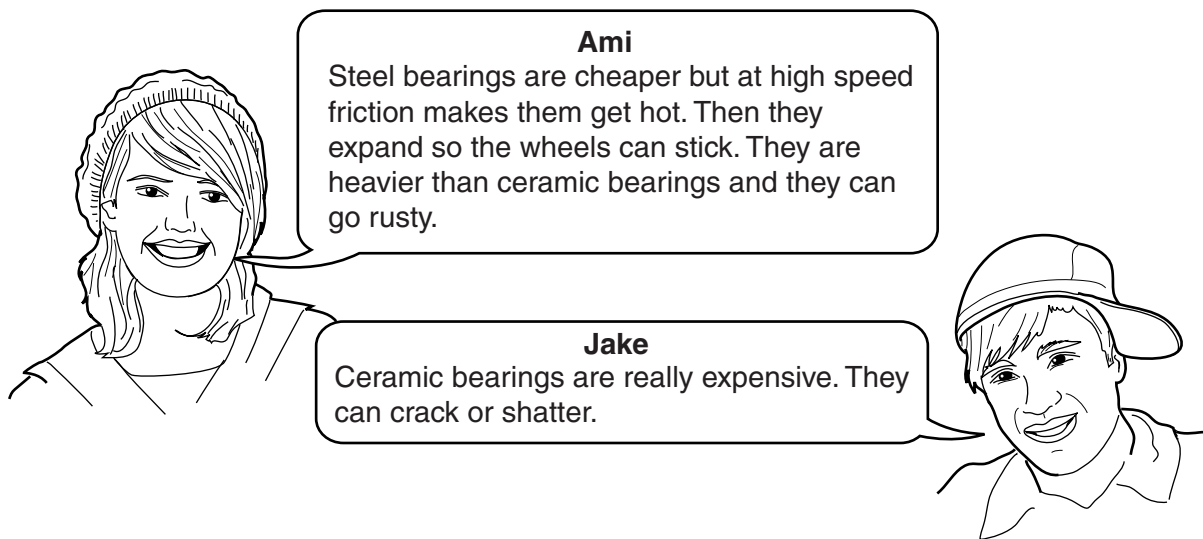 Ami
Steel bearings are cheaper but at high speed
friction makes them get hot. Then they
expand so the wheels can stick. They are
heavier than ceramic bearings and they can
go rusty.
Jake
Ceramic bearings are really expensive. They
can crack or shatter.